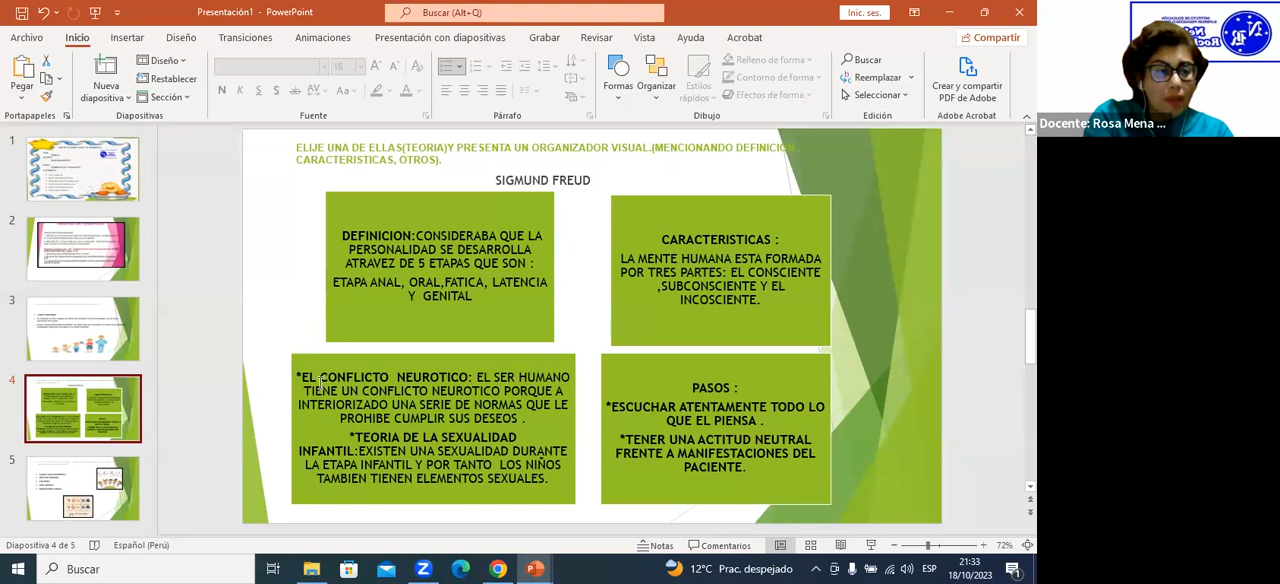 Presentación1 - PowerPoint
Buscar (Alt+Q)
Inic. ses.
Archivo Inicio Insertar Diseño Transiciones Animaciones Presentación con diapositivas Grabar Revisar Vista Ayuda Acrobat
Compartir
Pegar
Nueva diapositiva
Diseño
Restablecer
Sección
Formas
Organizar
Estilos rápidos
Relleno de forma
Contorno de forma
Efectos de forma
Buscar
Reemplazar
Seleccionar
Crear y compartir PDF de Adobe
Portapapeles Diapositivas Fuente Párrafo Dibujo Edición Adobe Acrobat
Docente: Rosa Mena ...
1
2
3
4
5
ELIJE UNA DE ELLAS(TEORIA)Y PRESENTA UN ORGANIZADOR VISUAL.(MENCIONANDO DEFINICION,
CARACTERISTICAS, OTROS).
SIGMUND FREUD
DEFINICION:CONSIDERABA QUE LA
PERSONALIDAD SE DESARROLLA
ATRAVEZ DE 5 ETAPAS QUE SON :
ETAPA ANAL, ORAL,FATICA, LATENCIA
Y GENITAL
CARACTERISTICAS :
LA MENTE HUMANA ESTA FORMADA
POR TRES PARTES: EL CONSCIENTE
,SUBCONSCIENTE Y EL
INCOSCIENTE.
*EL CONFLICTO NEUROTICO: EL SER HUMANO
TIENE UN CONFLICTO NEUROTICO PORQUE A
INTERIORIZADO UNA SERIE DE NORMAS QUE LE
PROHIBE CUMPLIR SUS DESEOS .
*TEORIA DE LA SEXUALIDAD
INFANTIL:EXISTEN UNA SEXUALIDAD DURANTE
LA ETAPA INFANTIL Y POR TANTO LOS NIÑOS
TAMBIEN TIENEN ELEMENTOS SEXUALES.
PASOS :
*ESCUCHAR ATENTAMENTE TODO LO
QUE EL PIENSA .
*TENER UNA ACTITUD NEUTRAL
FRENTE A MANIFESTACIONES DEL
PACIENTE.
Diapositiva 4 de 5 Español (Perú) Notas Comentarios 72%
Buscar
12°C Prac. despejado
ESP
21:33
18/10/2023